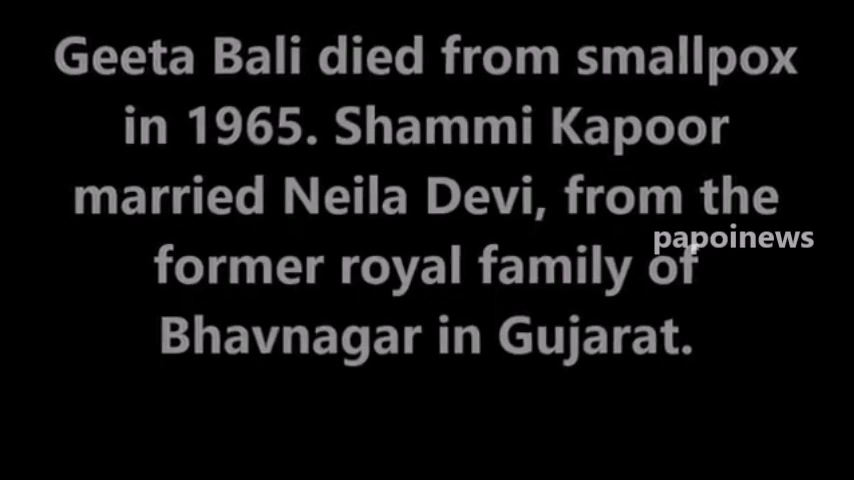 Geeta Bali died from smallpox
in 1965. Shammi Kapoor
married Neila Devi, from the
papoinews
former royal family of
Bhavnagar in Gujarat.